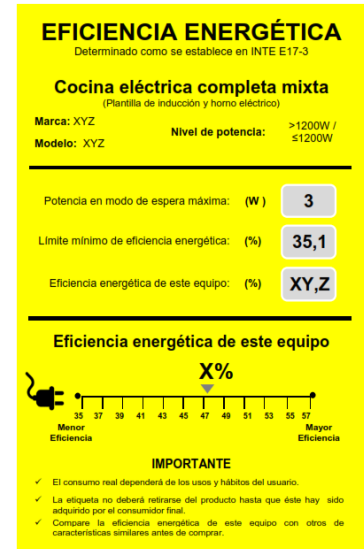 EFICIENCIA ENERGÉTICA
Determinado como se establece en INTE E17-3
Cocina eléctrica completa mixta
(Plantilla de inducción y horno eléctrico)
Marca: XYZ
Modelo: XYZ
Nivel de potencia:
>1200W /
≤1200W
Potencia en modo de espera máxima: (W ) 3
Límite mínimo de eficiencia energética: (%) 35,1
Eficiencia energética de este equipo: (%) XY,Z
Eficiencia energética de este equipo
X%
35 37 39 41 43 45 47 49 51 53 55 57
Menor
Eficiencia
Mayor
Eficiencia
IMPORTANTE
✓ El consumo real dependerá de los usos y hábitos del usuario.
✓ La etiqueta no deberá retirarse del producto hasta que éste hay sido
adquirido por el consumidor final.
✓ Compare la eficiencia energética de este equipo con otros de
características similares antes de comprar.